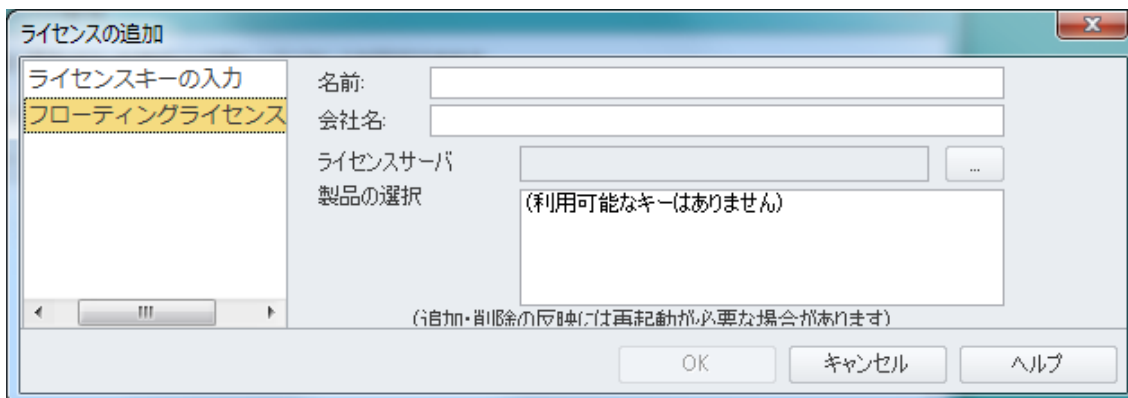 ライセンスの追加
ライセンスキーの入力
フローティングライセンス
名前:
会社名:
ライセンスサーバ
...
製品の選択
(利用可能なキーはありません)
(追加・削除の反映には再起動が必要な場合があります)
OK
キャンセル
ヘルプ